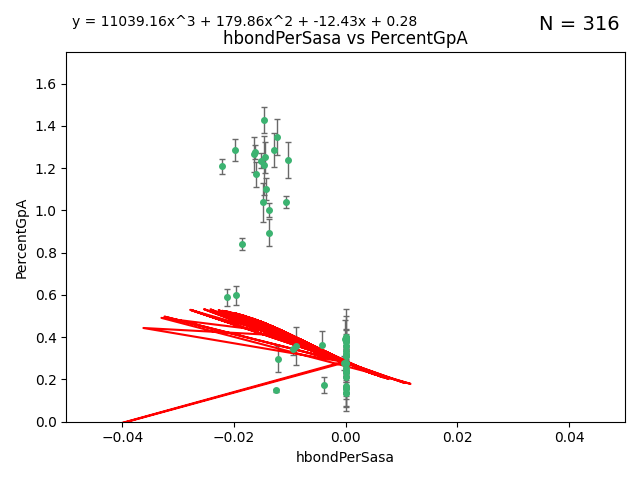 y = 11039.16x^3 + 179.86x^2 + -12.43x + 0.28
N = 316
hbondPerSasa vs PercentGpA
PercentGpA
1.6
1.4
1.2
1.0
0.8
0.6
0.4
0.2
0.0
−0.04 −0.02 0.00 0.02 0.04
hbondPerSasa